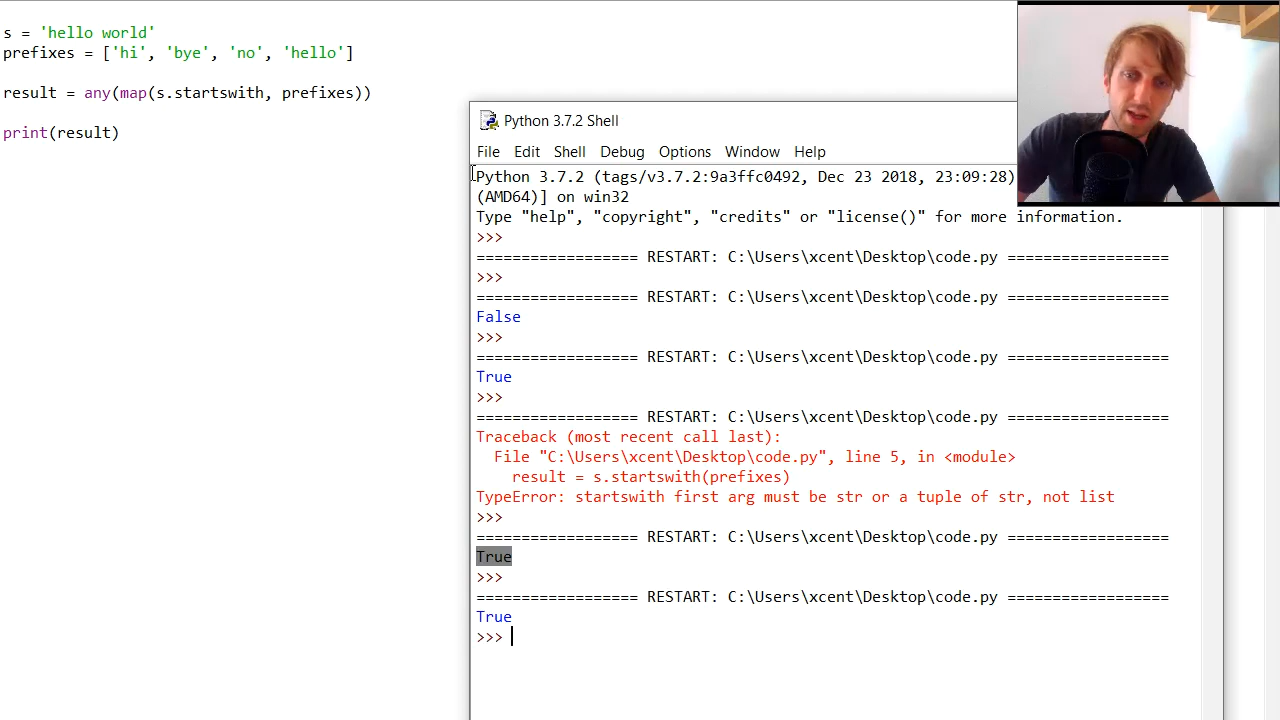 s = 'hello world'
prefixes = ['hi', 'bye', 'no', 'hello']
result = any(map(s.startswith, prefixes))
print(result)
Python 3.7.2 Shell
File Edit Shell Debug Options Window Help
Python 3.7.2 (tags/v3.7.2:9a3ffc0492, Dec 23 2018, 23:09:28)
(AMD64)] on win32
Type "help", "copyright", "credits" or "license()" for more information.
>>>
================== RESTART: C:\Users\xcent\Desktop\code.py ==================
>>>
================== RESTART: C:\Users\xcent\Desktop\code.py ==================
False
>>>
================== RESTART: C:\Users\xcent\Desktop\code.py ==================
True
>>>
================== RESTART: C:\Users\xcent\Desktop\code.py ==================
Traceback (most recent call last):
  File "C:\Users\xcent\Desktop\code.py", line 5, in <module>
    result = s.startswith(prefixes)
TypeError: startswith first arg must be str or a tuple of str, not list
>>>
================== RESTART: C:\Users\xcent\Desktop\code.py ==================
True
>>>
================== RESTART: C:\Users\xcent\Desktop\code.py ==================
True
>>>